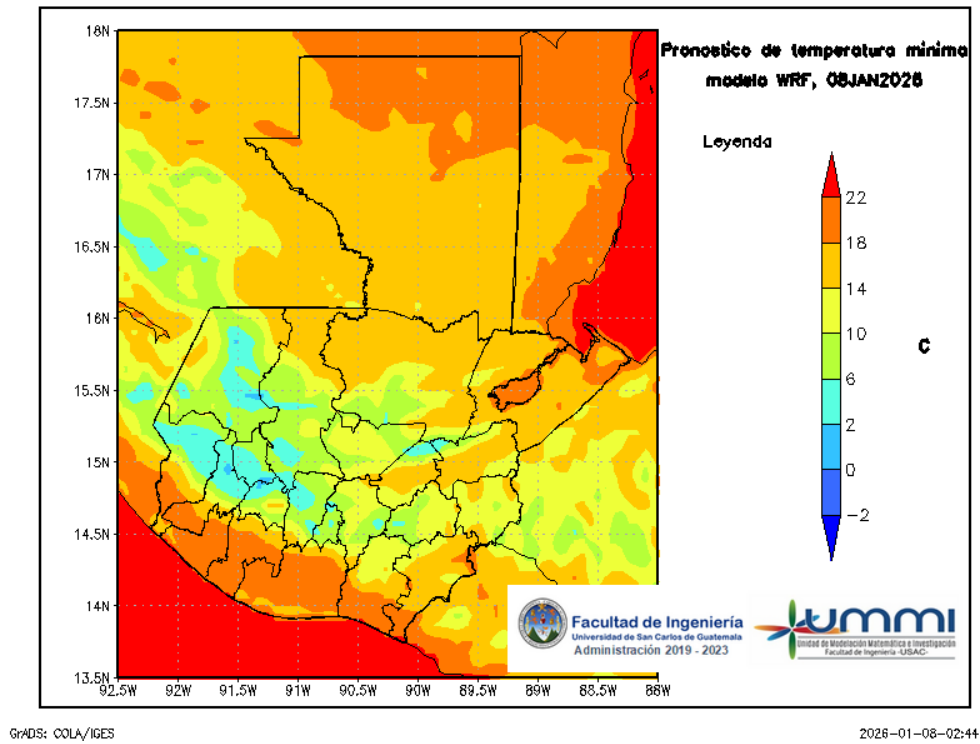 Pronostico de temperatura minima
modelo WRF, 08JAN2026
Leyenda
22
18
14
10
6
2
0
-2
C
18N
17.5N
17N
16.5N
16N
15.5N
15N
14.5N
14N
13.5N
92.5W 92W 91.5W 91W 90.5W 90W 89.5W 89W 88.5W 88W
Facultad de Ingeniería
Universidad de San Carlos de Guatemala
Administración 2019 - 2023
ummi
Unidad de Modelación Matemática e Investigación
Facultad de Ingeniería -USAC-
GrADS: COLA/IGES
2026-01-08-02:44